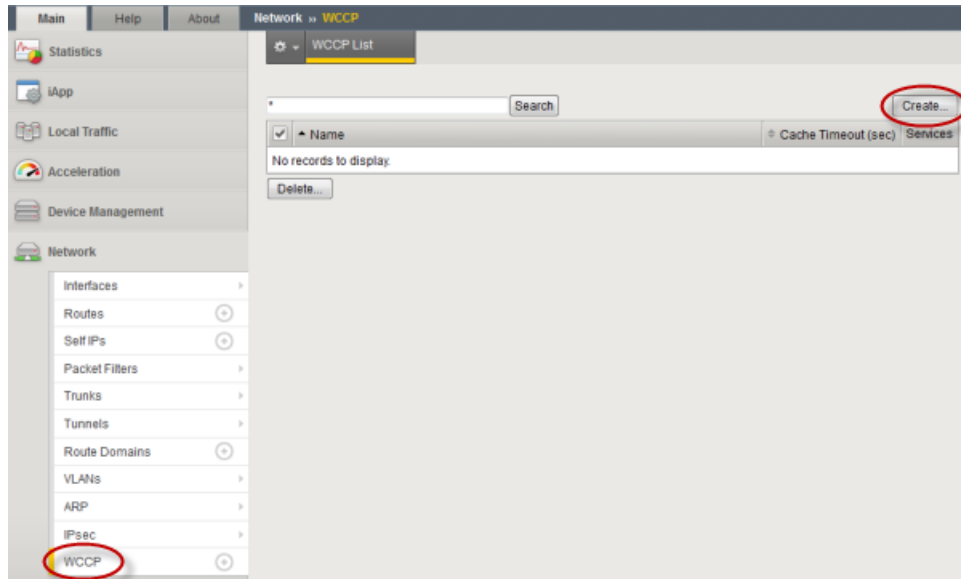 Main Help About Network » WCCP
Statistics
WCCP List
iApp
* Search Create...
Local Traffic
Name Cache Timeout (sec) Services
No records to display.
Acceleration
Delete...
Device Management
Network
Interfaces
Routes
Self IPs
Packet Filters
Trunks
Tunnels
Route Domains
VLANs
ARP
IPsec
WCCP